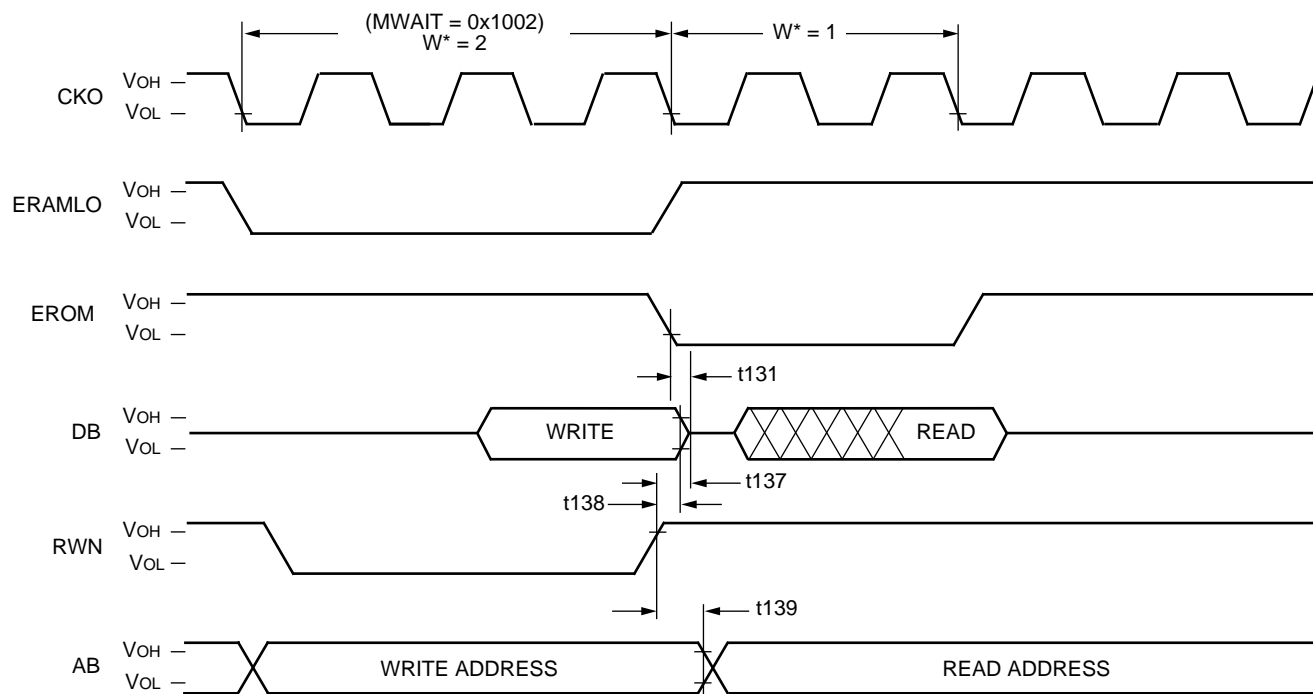 (MWAIT = 0x1002)
W* = 2
W* = 1
CKO
VOH
VOL
ERAMLO
VOH
VOL
EROM
VOH
VOL
t131
DB
VOH
VOL
WRITE
READ
t137
t138
RWN
VOH
VOL
t139
AB
VOH
VOL
WRITE ADDRESS
READ ADDRESS